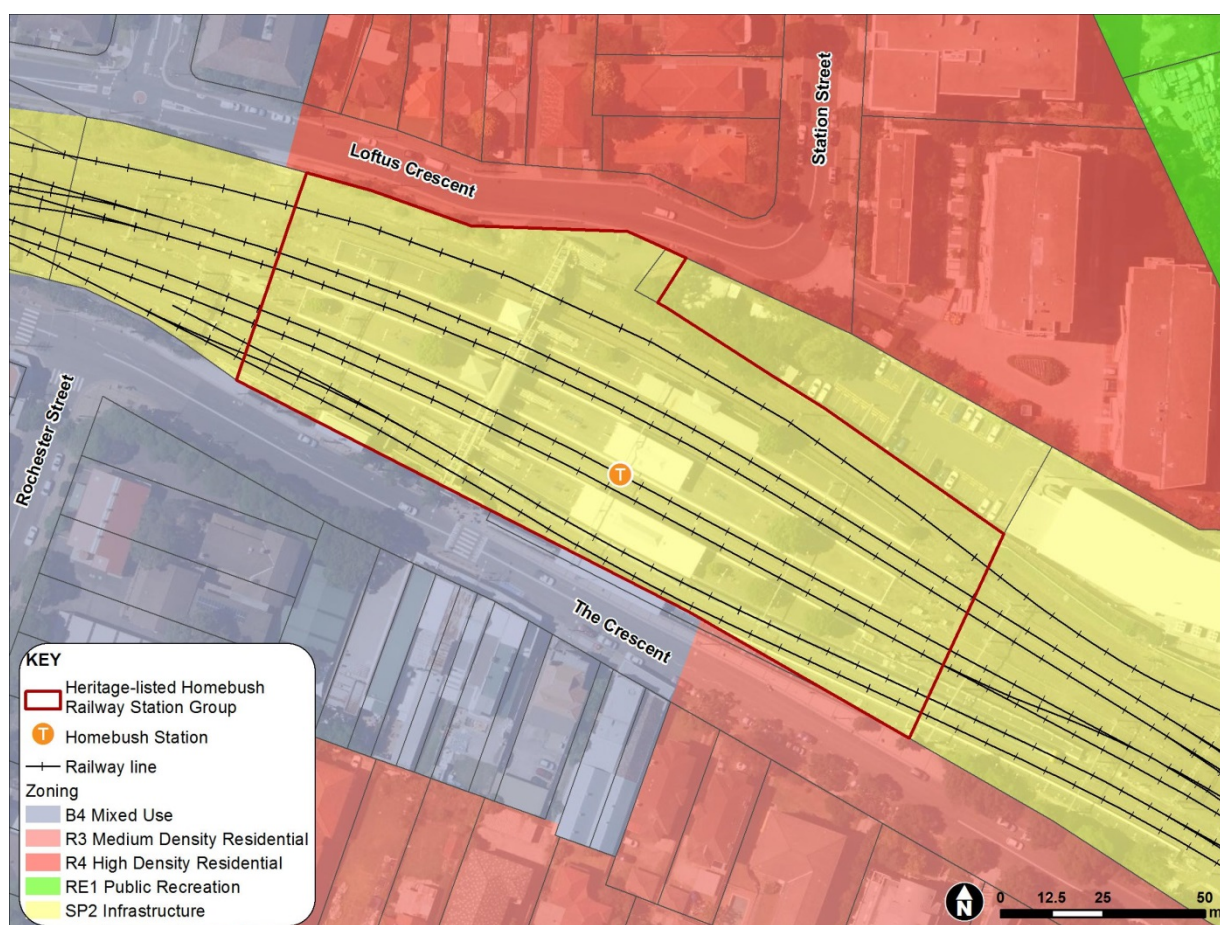 Station Street
Loftus Crescent
Rochester Street
T
The Crescent
KEY
Heritage-listed Homebush
Railway Station Group
T Homebush Station
Railway line
Zoning
B4 Mixed Use
R3 Medium Density Residential
R4 High Density Residential
RE1 Public Recreation
SP2 Infrastructure
N
0 12.5 25 50
m